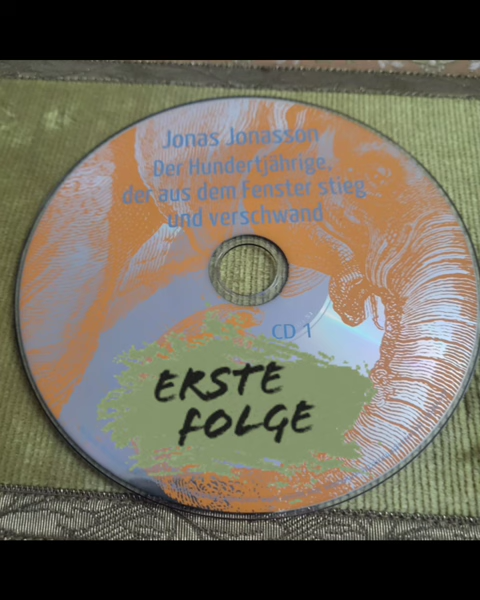 Jonas Jonasson
Der Hundertjährige,
der aus dem Fenster stieg
und verschwand
CD 1
ERSTE
FOLGE